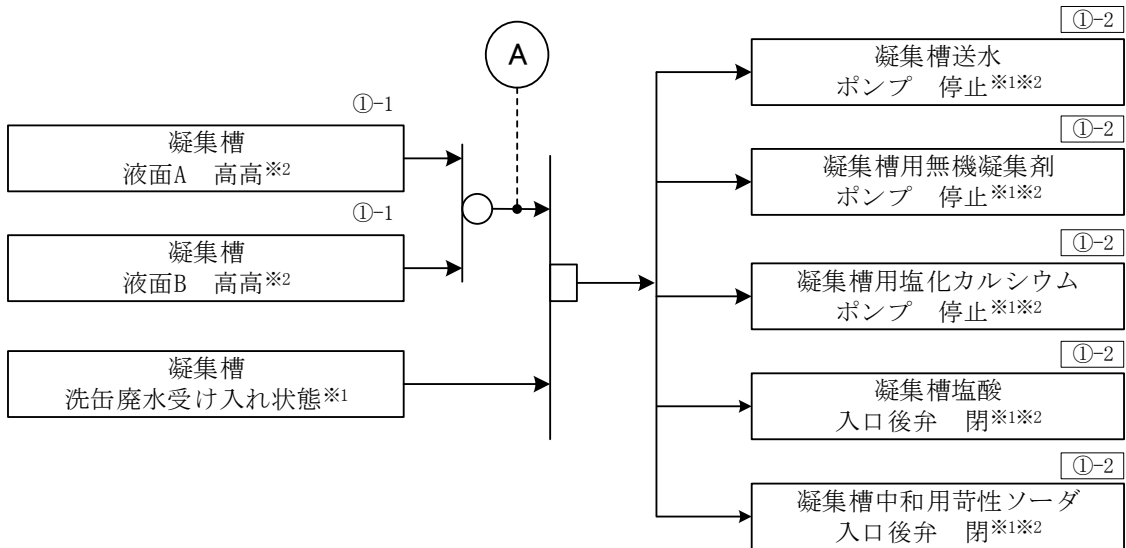 A
①-1
凝集槽
液面A 高高※2
①-1
凝集槽
液面B 高高※2
凝集槽
洗缶廃水受け入れ状態※1
①-2
凝集槽送水
ポンプ 停止※1※2
①-2
凝集槽用無機凝集剤
ポンプ 停止※1※2
①-2
凝集槽用塩化カルシウム
ポンプ 停止※1※2
①-2
凝集槽塩酸
入口後弁 閉※1※2
①-2
凝集槽中和用苛性ソーダ
入口後弁 閉※1※2